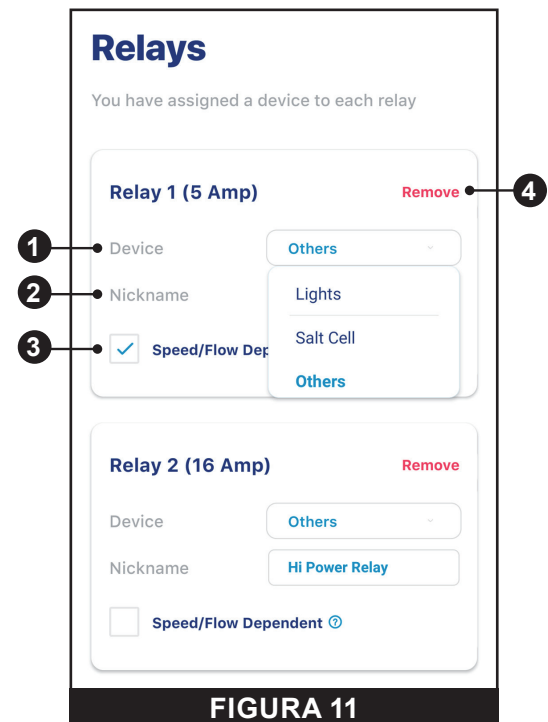 Relays
You have assigned a device to each relay
Relay 1 (5 Amp) Remove 4
1 Device Others
2 Nickname Lights
Salt Cell
3 Speed/Flow Dep
Others
Relay 2 (16 Amp) Remove
Device Others
Nickname Hi Power Relay
Speed/Flow Dependent ?
FIGURA 11